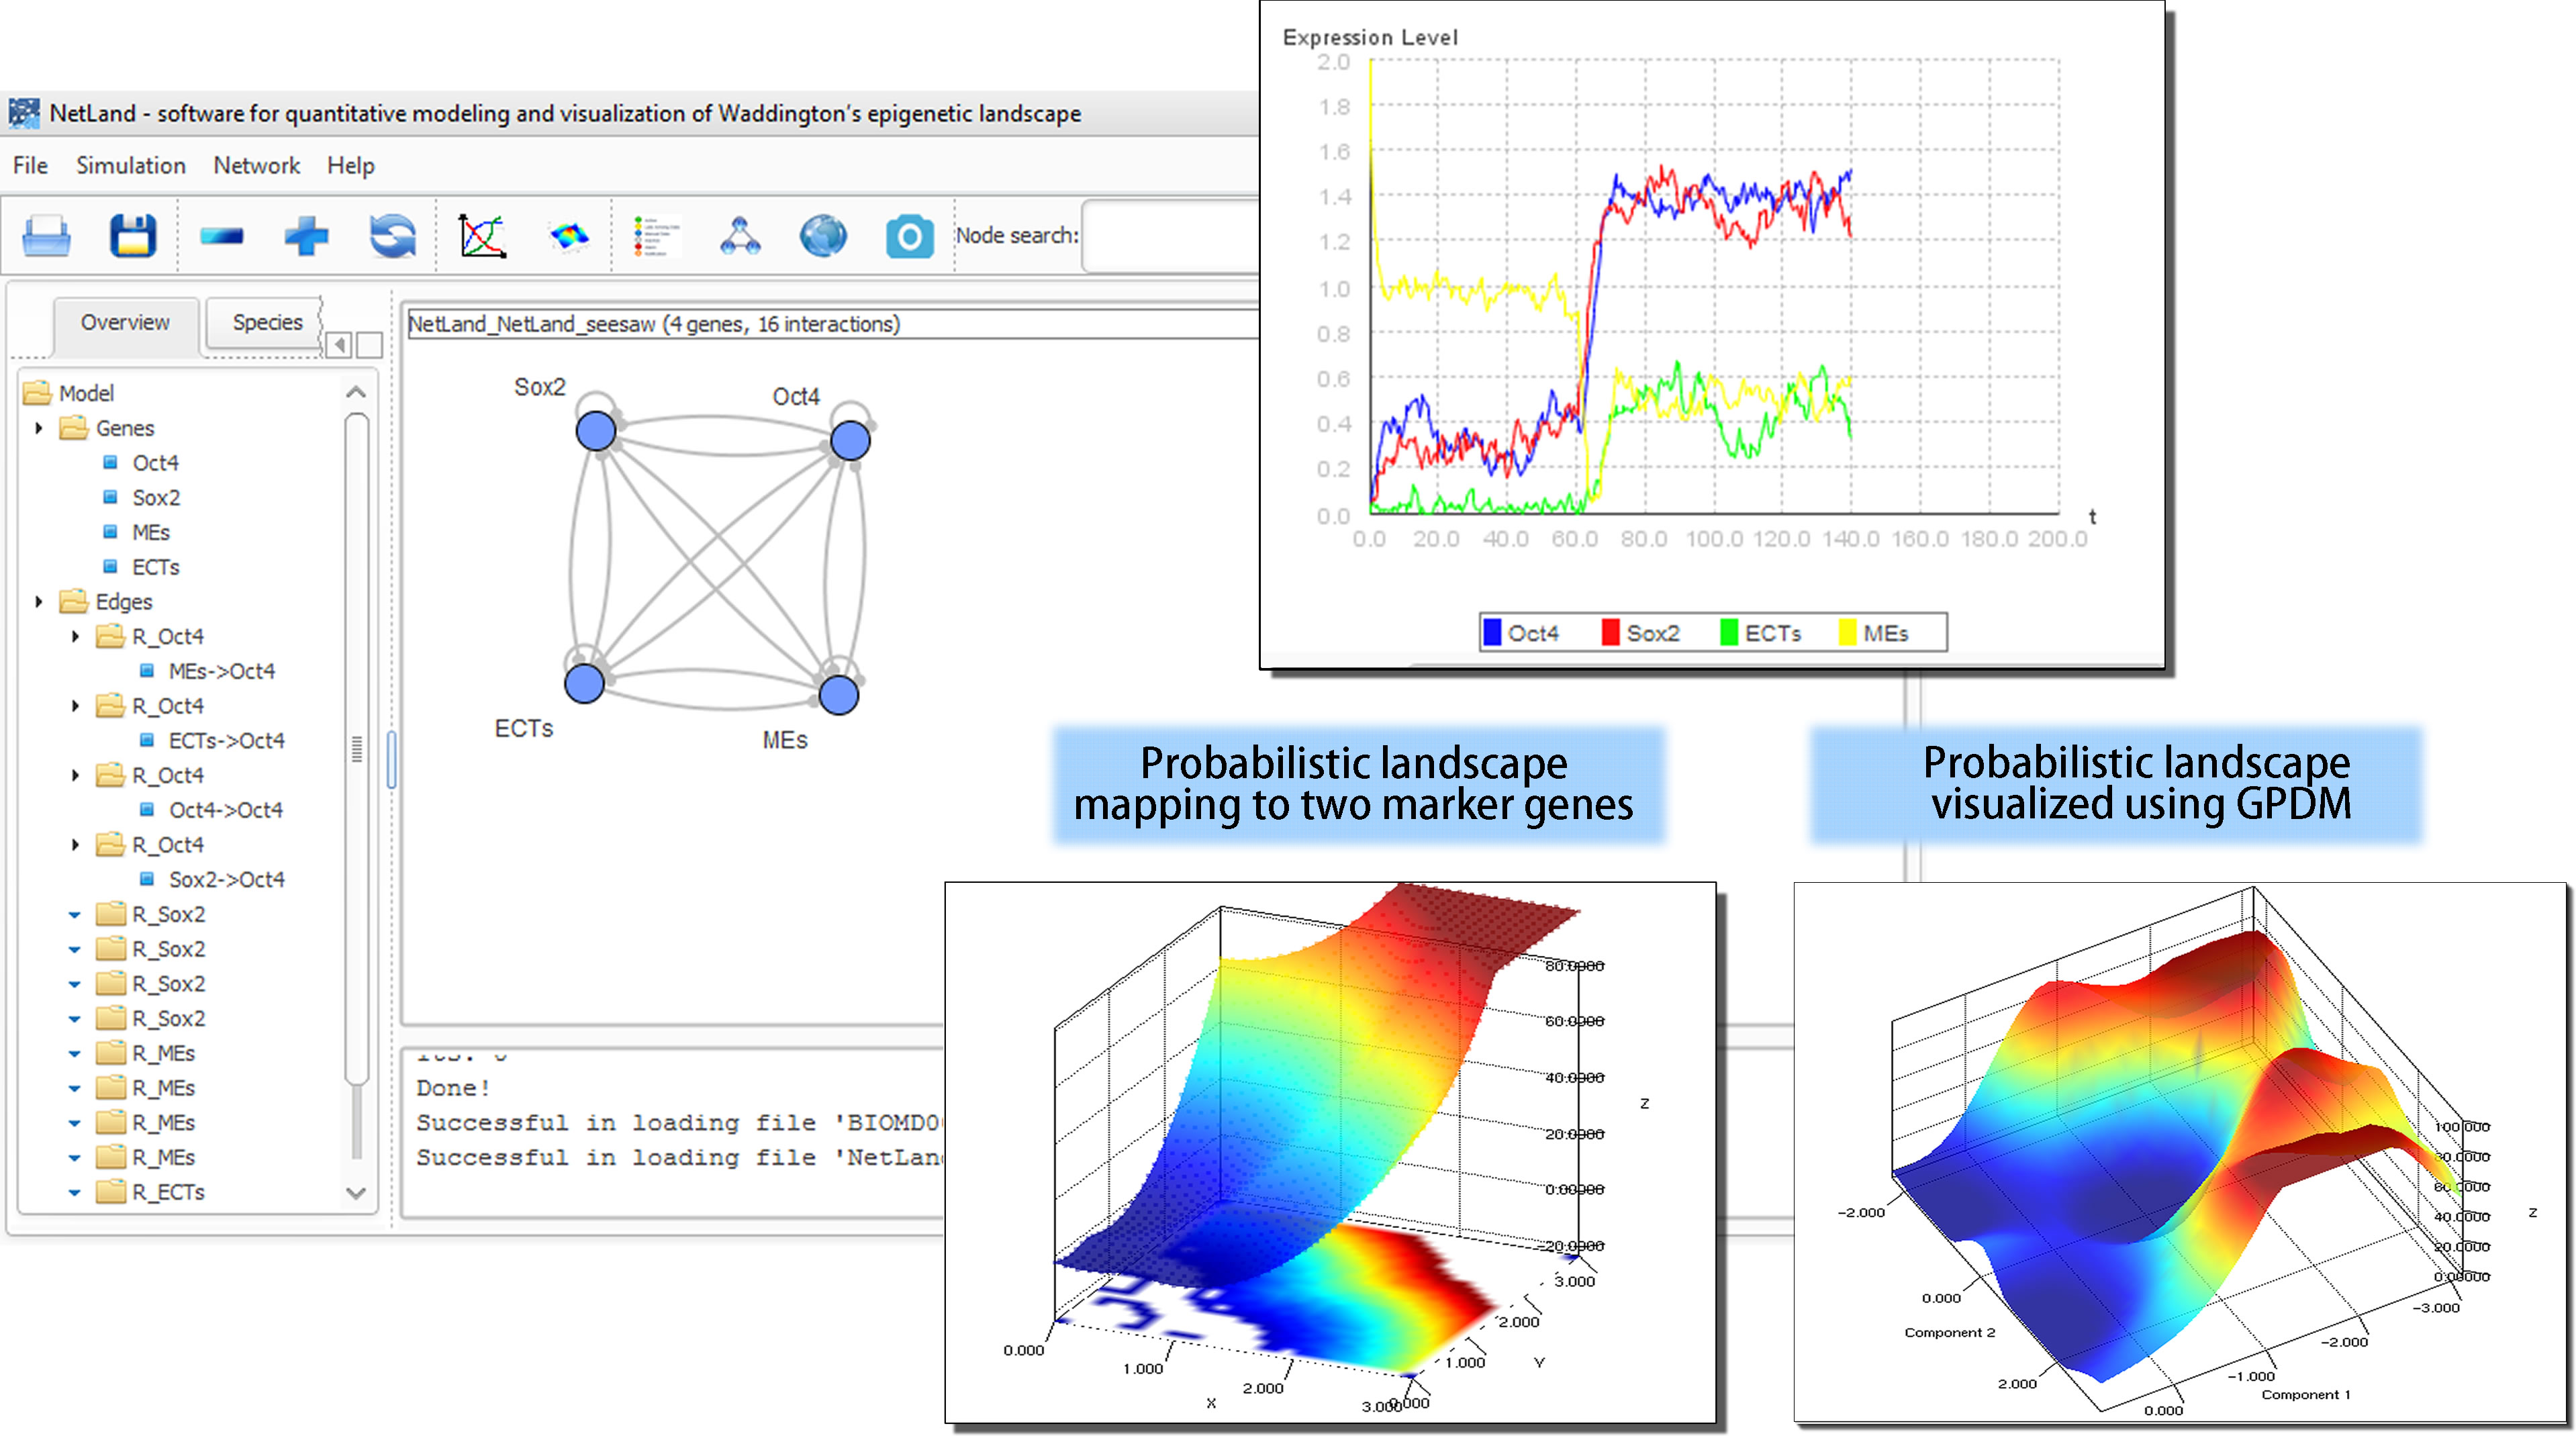 NetLand - software for quantitative modeling and visualization of Waddington's epigenetic landscape
File Simulation Network Help
Node search:
Overview Species
Model
Genes
Oct4
Sox2
MEs
ECTs
Edges
R_Oct4
MEs->Oct4
R_Oct4
ECTs->Oct4
R_Oct4
Oct4->Oct4
R_Oct4
Sox2->Oct4
R_Sox2
R_Sox2
R_Sox2
R_Sox2
R_MEs
R_MEs
R_MEs
R_MEs
R_ECTs
NetLand_NetLand_seesaw (4 genes, 16 interactions)
Sox2
Oct4
ECTs
MEs
Done!
Successful in loading file 'BIOMD0
Successful in loading file 'NetLan
Expression Level
2.0
1.8
1.6
1.4
1.2
1.0
0.8
0.6
0.4
0.2
0.0
t
0.0 20.0 40.0 60.0 80.0 100.0 120.0 140.0 160.0 180.0 200.0
Oct4 Sox2 ECTs MEs
Probabilistic landscape
mapping to two marker genes
80.0000
60.0000
40.0000
20.0000
0.00000
-20.0000
Z
3.000
2.000
1.000
Y
0.000
1.000
2.000
3.000
0.000
X
Probabilistic landscape
visualized using GPDM
100.000
80.0000
60.0000
40.0000
20.0000
0.00000
Z
-2.000
0.000
2.000
Component 2
-3.000
-2.000
-1.000
0.000
Component 1